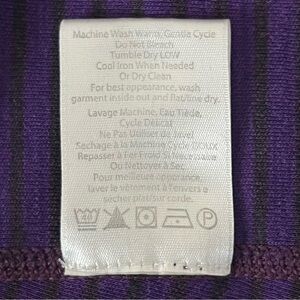 Machine Wash Warm, Gentle Cycle
Do Not Bleach
Tumble Dry LOW
Cool Iron When Needed
Or Dry Clean
For best appearance, wash
garment inside out and flat/line dry.
Lavage Machine, Eau Tiède,
Cycle Délicat
Ne Pas Utiliser de Javel
Séchage à la Machine Cycle DOUX
Repasser à Fer Froid Si Nécessaire
Ou Nettoyer à Sec
Pour meilleure apparence,
laver le vêtement à l'envers et
sécher plat/sur corde.
P